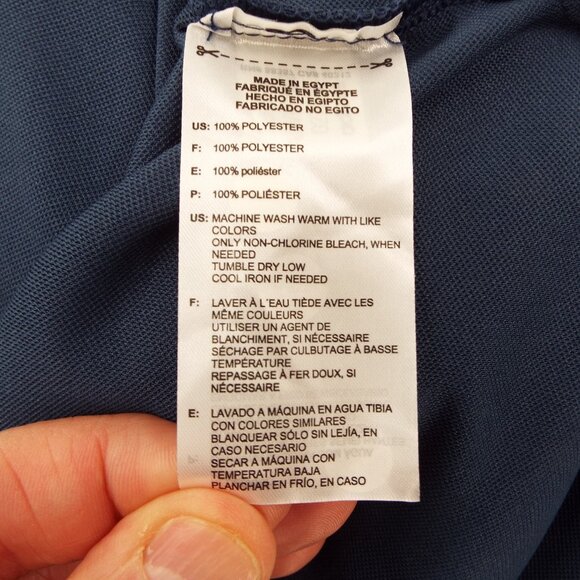 MADE IN EGYPT
FABRIQUÉ EN ÉGYPTE
HECHO EN EGIPTO
FABRICADO NO EGITO
US: 100% POLYESTER
F: 100% POLYESTER
E: 100% poliéster
P: 100% POLIÉSTER
US: MACHINE WASH WARM WITH LIKE
COLORS
ONLY NON-CHLORINE BLEACH, WHEN
NEEDED
TUMBLE DRY LOW
COOL IRON IF NEEDED
F: LAVER À L'EAU TIÈDE AVEC LES
MÊME COULEURS
UTILISER UN AGENT DE
BLANCHIMENT, SI NÉCESSAIRE
SÉCHAGE PAR CULBUTAGE À BASSE
TEMPÉRATURE
REPASSAGE À FER DOUX, SI
NÉCESSAIRE
E: LAVADO A MÁQUINA EN AGUA TIBIA
CON COLORES SIMILARES
BLANQUEAR SÓLO SIN LEJÍA, EN
CASO NECESARIO
SECAR A MÁQUINA CON
TEMPERATURA BAJA
PLANCHAR EN FRÍO, EN CASO